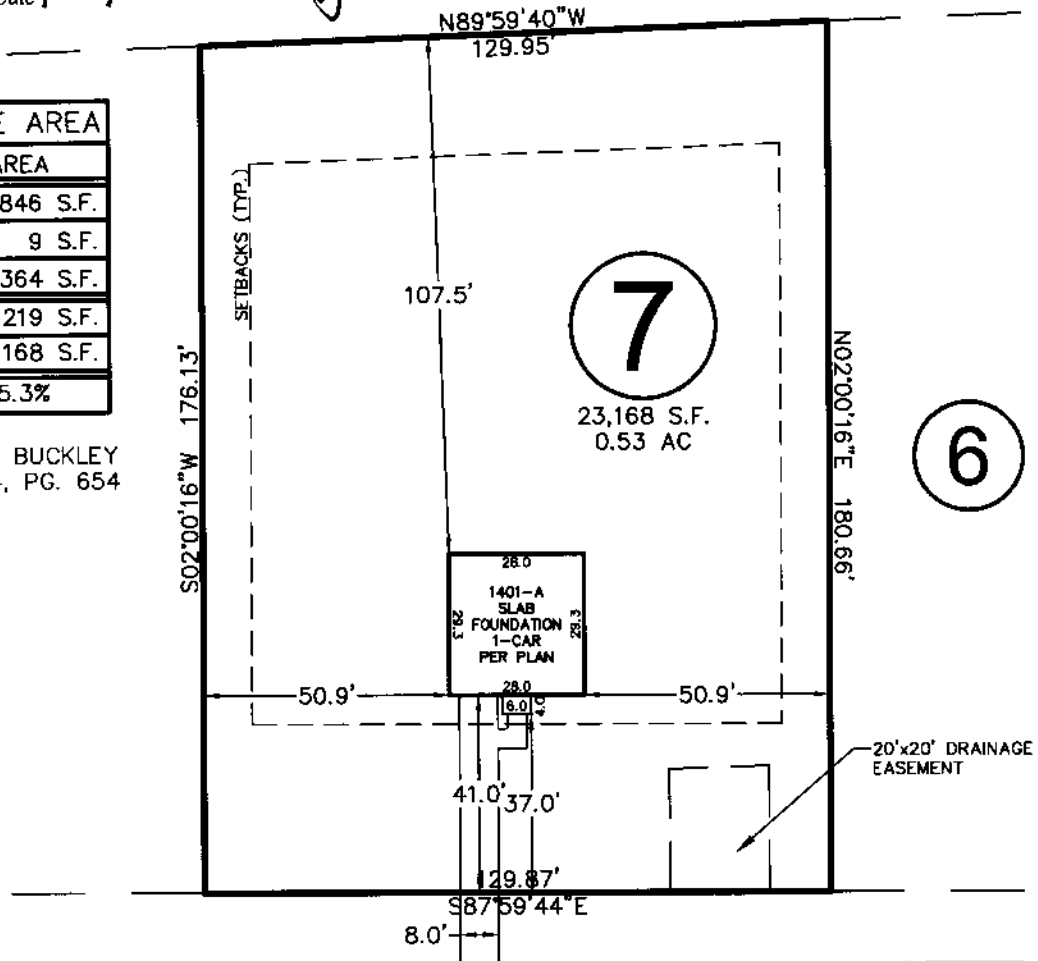 N89°59'40"W
129.95'
E AREA
AREA
846 S.F.
9 S.F.
364 S.F.
219 S.F.
168 S.F.
5.3%
BUCKLEY
, PG. 654
SETBACKS (TYP.)
107.5'
7
23,168 S.F.
0.53 AC
S02°00'16"W 176.13'
N02°00'16"E 180.66'
6
28.0
1401-A
SLAB
FOUNDATION
1-CAR
PER PLAN
29.3
29.3
28.0
6.0
4.0
50.9'
50.9'
20'x20' DRAINAGE
EASEMENT
41.0'
37.0'
129.87'
S87°59'44"E
8.0'